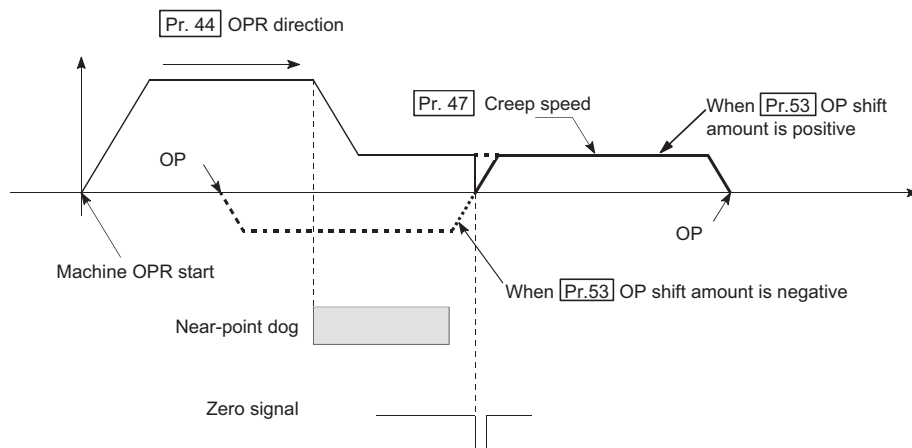 Pr. 44 OPR direction
Pr. 47 Creep speed
When Pr.53 OP shift
amount is positive
OP
OP
Machine OPR start
When Pr.53 OP shift amount is negative
Near-point dog
Zero signal